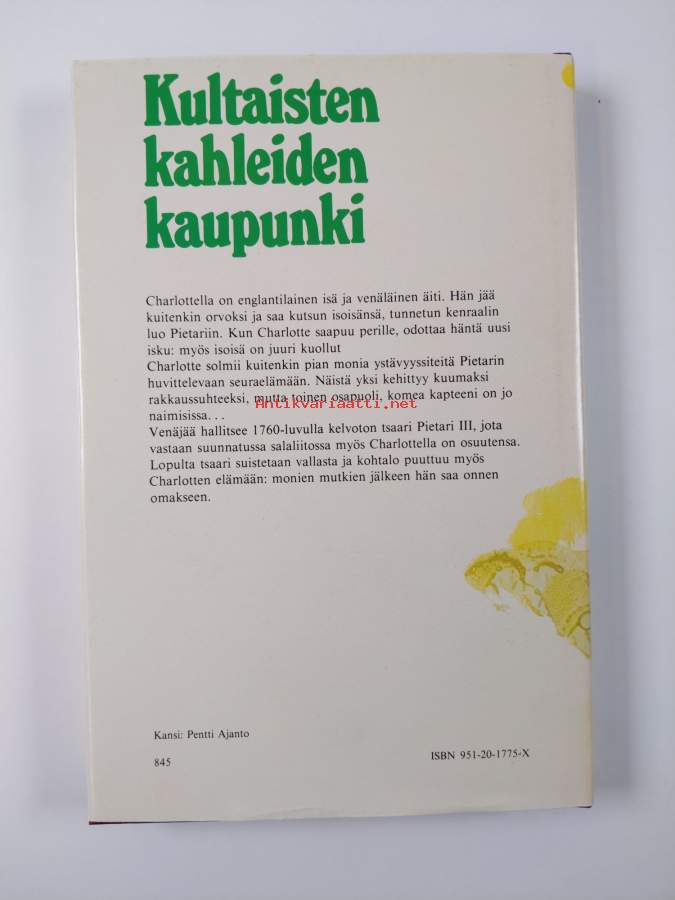 Kultaisten
kahleiden
kaupunki
Charlottella on englantilainen isä ja venäläinen äiti. Hän jää
kuitenkin orvoksi ja saa kutsun isoisänsä, tunnetun kenraalin
luo Pietariin. Kun Charlotte saapuu perille, odottaa häntä uusi
isku: myös isoisä on juuri kuollut
Charlotte solmii kuitenkin pian monia ystävyyssiteitä Pietarin
huvittelevaan seuraelämään. Näistä yksi kehittyy kuumaksi
rakkaussuhteeksi, mutta toinen osapuoli, komea kapteeni on jo
Antikvariaatti.net
naimisissa...
Venäjää hallitsee 1760-luvulla kelvoton tsaari Pietari III, jota
vastaan suunnatussa salaliitossa myös Charlottella on osuutensa.
Lopulta tsaari suistetaan vallasta ja kohtalo puuttuu myös
Charlotten elämään: monien mutkien jälkeen hän saa onnen
omakseen.
Kansi: Pentti Ajanto
845
ISBN 951-20-1775-X